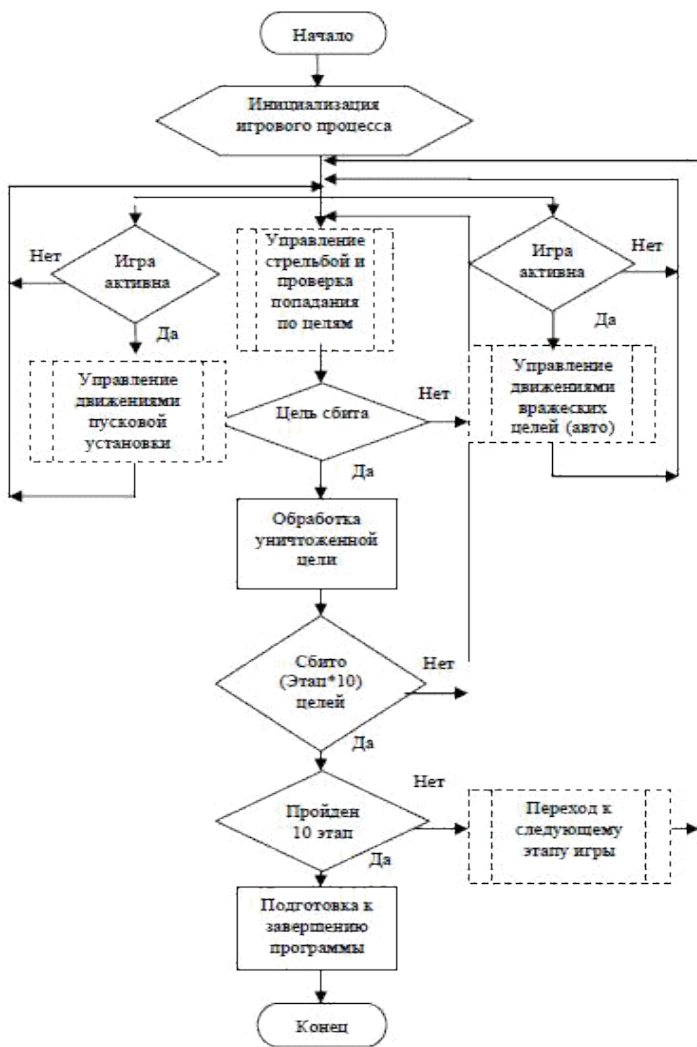 Начало
Инициализация
игрового процесса
Нет
Игра
активна
Да
Управление
стрельбой и
проверка
попадания
по целям
Игра
активна
Нет
Да
Управление
движениями
пусковой
установки
Цель сбита
Нет
Да
Управление
движениями
вражеских
целей (авто)
Обработка
уничтоженной
цели
Сбито
(Этап*10)
целей
Нет
Да
Пройден
10 этап
Нет
Да
Переход к
следующему
этапу игры
Подготовка к
завершению
программы
Конец